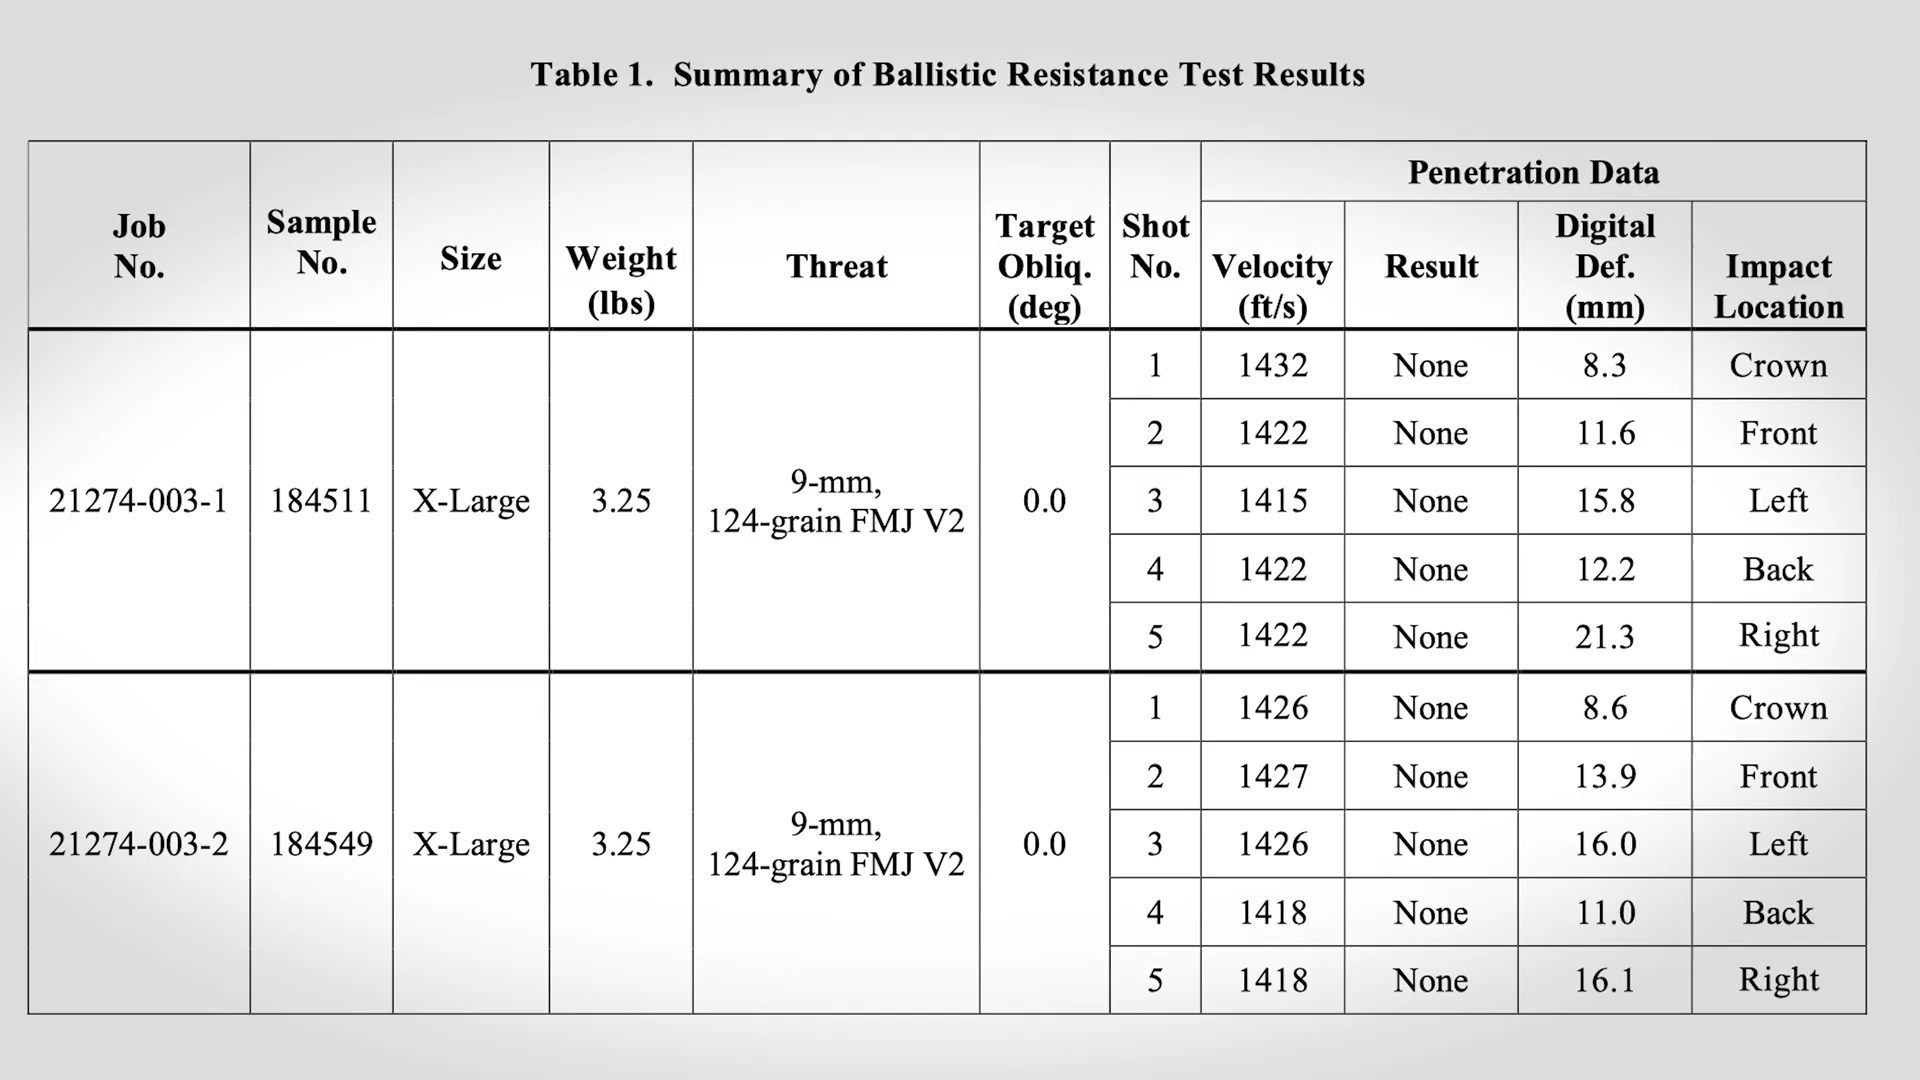 Table 1. Summary of Ballistic Resistance Test Results
Penetration Data
Job No.
Sample No.
Size
Weight (lbs)
Threat
Target Obliq. (deg)
Shot No.
Velocity (ft/s)
Result
Digital Def. (mm)
Impact Location
21274-003-1
184511
X-Large
3.25
9-mm,
124-grain FMJ V2
0.0
1 1432 None 8.3 Crown
2 1422 None 11.6 Front
3 1415 None 15.8 Left
4 1422 None 12.2 Back
5 1422 None 21.3 Right
21274-003-2
184549
X-Large
3.25
9-mm,
124-grain FMJ V2
0.0
1 1426 None 8.6 Crown
2 1427 None 13.9 Front
3 1426 None 16.0 Left
4 1418 None 11.0 Back
5 1418 None 16.1 Right